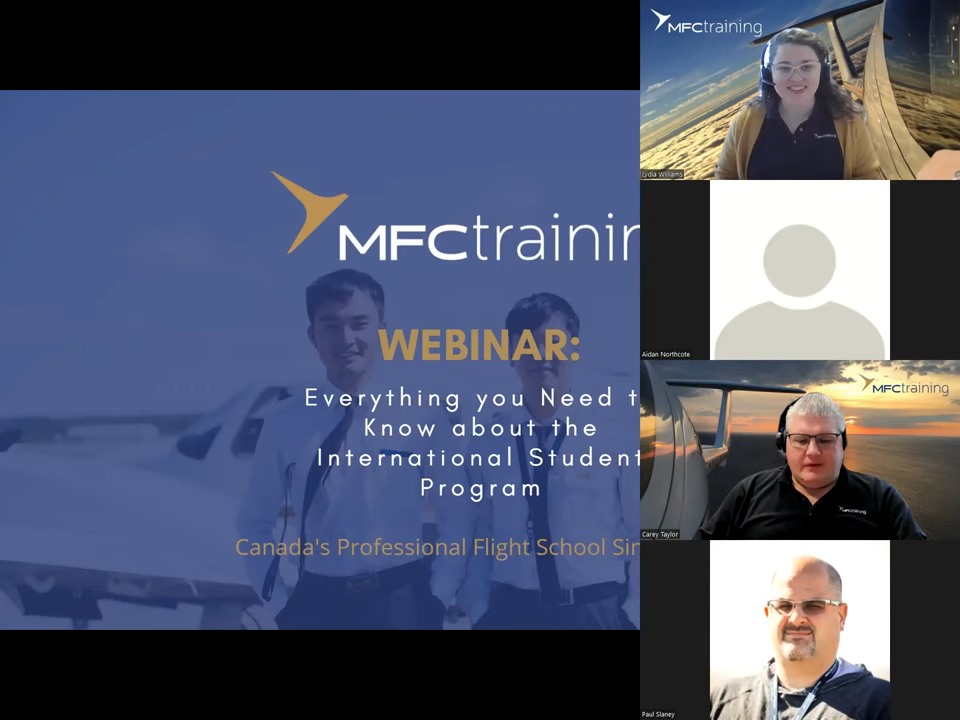 MFCtrainin
WEBINAR:
Everything you Need t
Know about the
International Student
Program
Canada's Professional Flight School Sin
MFCtraining
Lydia Williams
Aidan Northcote
MFCtraining
MFCtraining
Carey Taylor
Paul Slaney